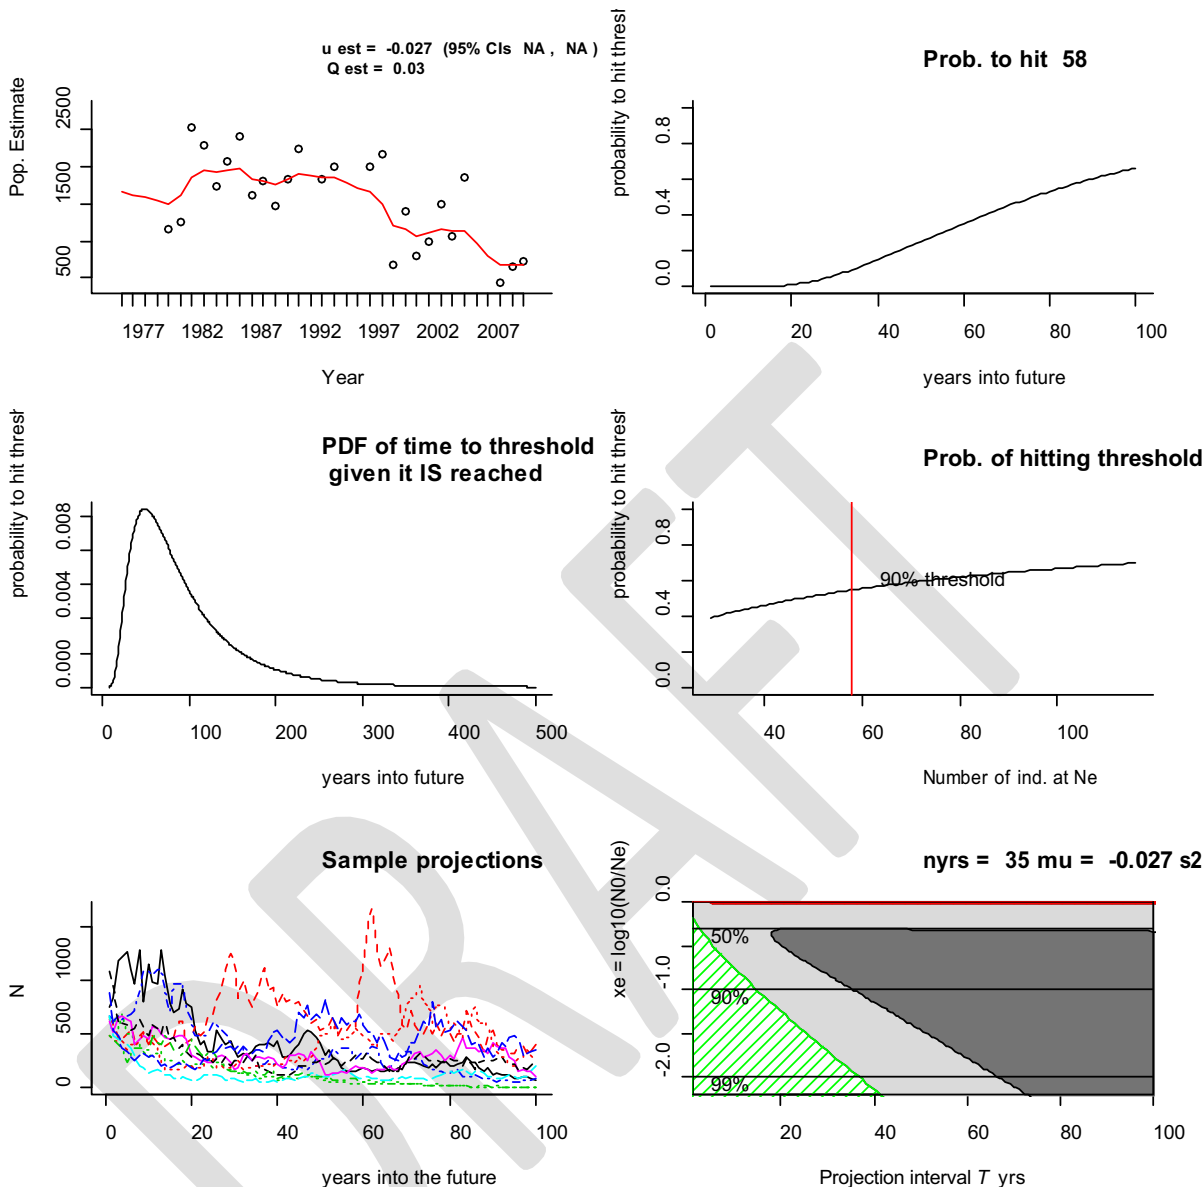 u est = -0.027 (95% CIs NA , NA )
Q est = 0.03
Pop. Estimate
500 1500 2500
1977 1982 1987 1992 1997 2002 2007
Year
Prob. to hit 58
probability to hit thresh
0.0 0.4 0.8
0 20 40 60 80 100
years into future
PDF of time to threshold
given it IS reached
probability to hit thresh
0.000 0.004 0.008
0 100 200 300 400 500
years into future
Prob. of hitting threshold
probability to hit thresh
0.0 0.4 0.8
90% threshold
40 60 80 100
Number of ind. at Ne
Sample projections
N
0 500 1000
0 20 40 60 80 100
years into the future
nyrs = 35 mu = -0.027 s2
xe = log10(N0/Ne)
-2.0 -1.0 0.0
50%
90%
99%
20 40 60 80 100
Projection interval T yrs
DRAFT